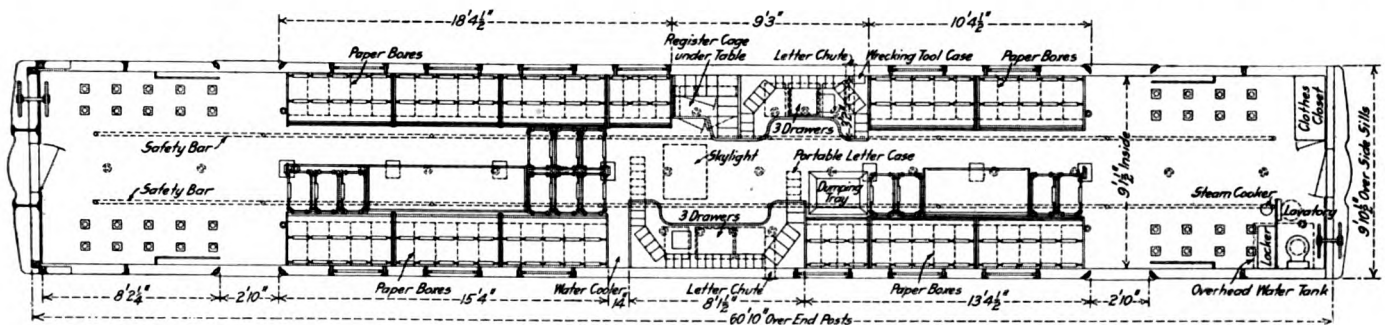 18'4½"
9'3"
10'4½"
Paper Boxes
Register Cage
under Table
Letter Chute
Wrecking Tool Case
Paper Boxes
3 Drawers
Clothes
Closet
Safety Bar
Skylight
Portable Letter Case
9'1½" Inside
9'10½" Over Side Sills
Safety Bar
Dumping
Tray
Steam Cooker
3 Drawers
Lavatory
Locker
8'2¼"
2'10"
Paper Boxes
15'4"
Water Cooler
14"
Letter Chute
8'1½"
Paper Boxes
13'4½"
2'10"
Overhead Water Tank
60'10" Over End Posts